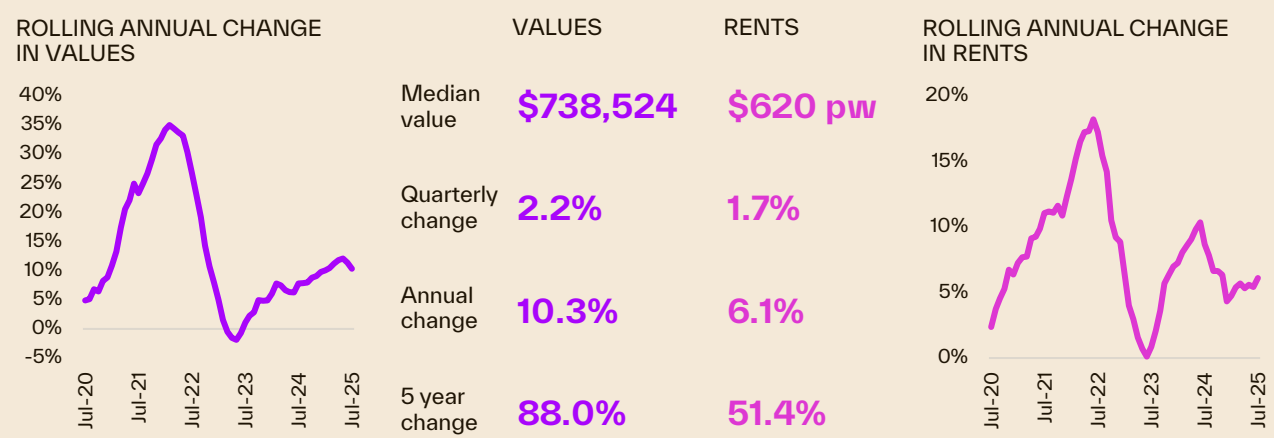 ROLLING ANNUAL CHANGE
IN VALUES
40%
35%
30%
25%
20%
15%
10%
5%
0%
-5%
Jul-20
Jul-21
Jul-22
Jul-23
Jul-24
Jul-25
VALUES
RENTS
Median
value
$738,524
$620 pw
Quarterly
change
2.2%
1.7%
Annual
change
10.3%
6.1%
5 year
change
88.0%
51.4%
ROLLING ANNUAL CHANGE
IN RENTS
20%
15%
10%
5%
0%
Jul-20
Jul-21
Jul-22
Jul-23
Jul-24
Jul-25